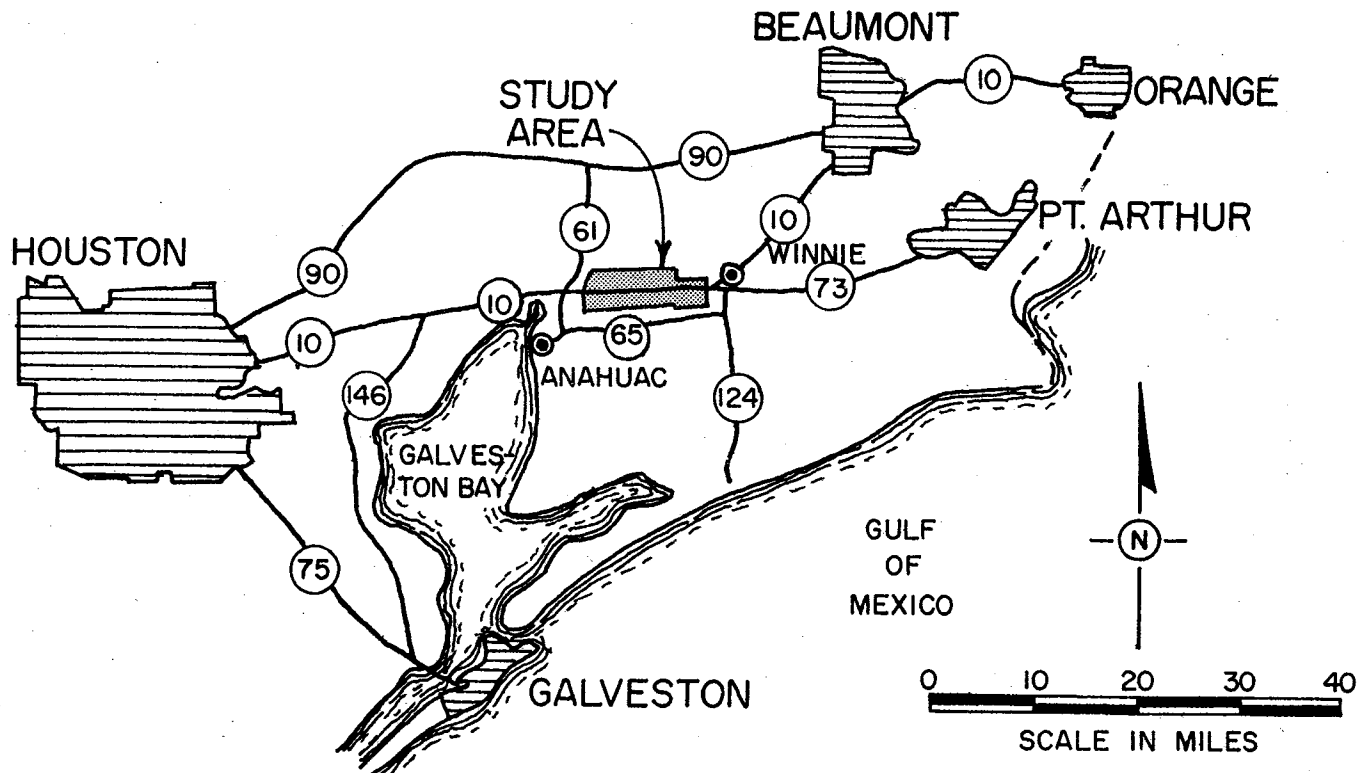 BEAUMONT
10
ORANGE
STUDY
AREA
90
10
61
WINNIE
PT. ARTHUR
HOUSTON
90
73
10
10
65
ANAHUAC
146
124
GALVES-
TON BAY
GULF
OF
MEXICO
N
75
GALVESTON
0 10 20 30 40
SCALE IN MILES